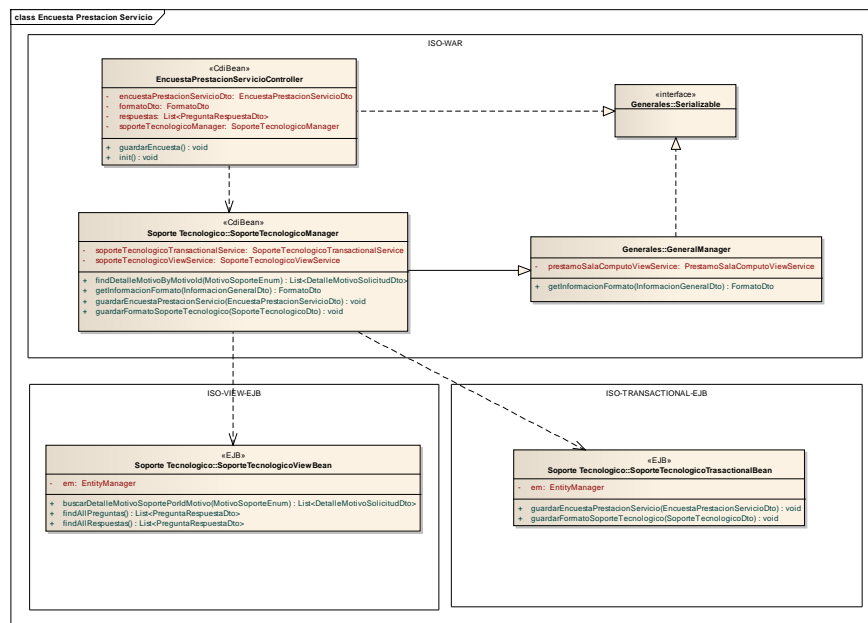 class Encuesta Prestacion Servicio
ISO-WAR
«CdiBean»
EncuestaPrestacionServicioController
- encuestaPrestacionServicioDto: EncuestaPrestacionServicioDto
- formatoDto: FormatoDto
- respuestas: List<PreguntaRespuestaDto>
- soporteTecnologicoManager: SoporteTecnologicoManager
+ guardarEncuesta() : void
+ init() : void
«interface»
Generales::Serializable
«CdiBean»
Soporte Tecnologico::SoporteTecnologicoManager
- soporteTecnologicoTransactionalService: SoporteTecnologicoTransactionalService
- soporteTecnologicoViewService: SoporteTecnologicoViewService
+ findDetalleMotivoByMotivoId(MotivoSoporteEnum) : List<DetalleMotivoSolicitudDto>
+ getInformacionFormato(InformacionGeneralDto) : FormatoDto
+ guardarEncuestaPrestacionServicio(EncuestaPrestacionServicioDto) : void
+ guardarFormatoSoporteTecnologico(SoporteTecnologicoDto) : void
Generales::GeneralManager
- prestamoSalaComputoViewService: PrestamoSalaComputoViewService
+ getInformacionFormato(InformacionGeneralDto) : FormatoDto
ISO-VIEW-EJB
«EJB»
Soporte Tecnologico::SoporteTecnologicoViewBean
- em: EntityManager
+ buscarDetalleMotivoSoportePorIdMotivo(MotivoSoporteEnum) : List<DetalleMotivoSolicitudDto>
+ findAllPreguntas() : List<PreguntaRespuestaDto>
+ findAllRespuestas() : List<PreguntaRespuestaDto>
ISO-TRANSACTIONAL-EJB
«EJB»
Soporte Tecnologico::SoporteTecnologicoTrasactionalBean
- em: EntityManager
+ guardarEncuestaPrestacionServicio(EncuestaPrestacionServicioDto) : void
+ guardarFormatoSoporteTecnologico(SoporteTecnologicoDto) : void